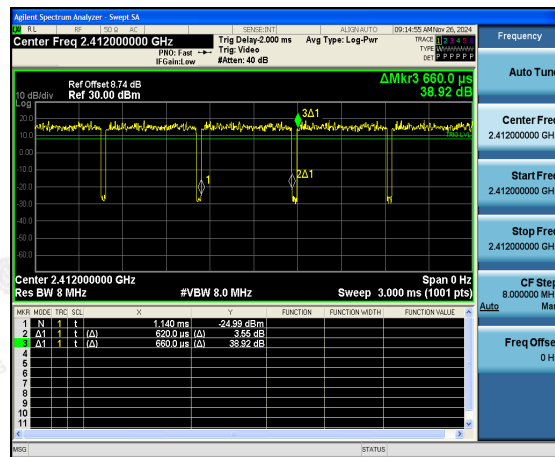 Agilent Spectrum Analyzer - Swept SA
RL RF 50 Ω AC SENSE:INT ALIGN AUTO 09:14:55 AM Nov 26, 2024
Center Freq 2.412000000 GHz Trig Delay-2.000 ms Avg Type: Log-Pwr TRACE 1 2 3 4 5 6
PNO: Fast Trig: Video TYPE
IFGain:Low #Atten: 40 dB DET P P P P P P
Frequency
Auto Tune
ΔMkr3 660.0 µs
38.92 dB
Ref Offset 8.74 dB
10 dB/div Ref 30.00 dBm
Log
20.0
10.0
0.00
-10.0
-20.0
-30.0
-40.0
-50.0
-60.0
3Δ1
TRIG LVL
1
2Δ1
Center 2.412000000 GHz Span 0 Hz
Res BW 8 MHz #VBW 8.0 MHz Sweep 3.000 ms (1001 pts)
Center Freq
2.412000000 GH
Start Freq
2.412000000 GH
Stop Freq
2.412000000 GH
CF Step
8.000000 MH
Auto Man
Freq Offse
0 H
MKR MODE TRC SCL X Y FUNCTION FUNCTION WIDTH FUNCTION VALUE
1 N 1 t 1.140 ms -24.99 dBm
2 Δ1 1 t (Δ) 620.0 µs (Δ) 3.55 dB
3 Δ1 1 t (Δ) 660.0 µs (Δ) 38.92 dB
4
5
6
7
8
9
10
11
MSG STATUS